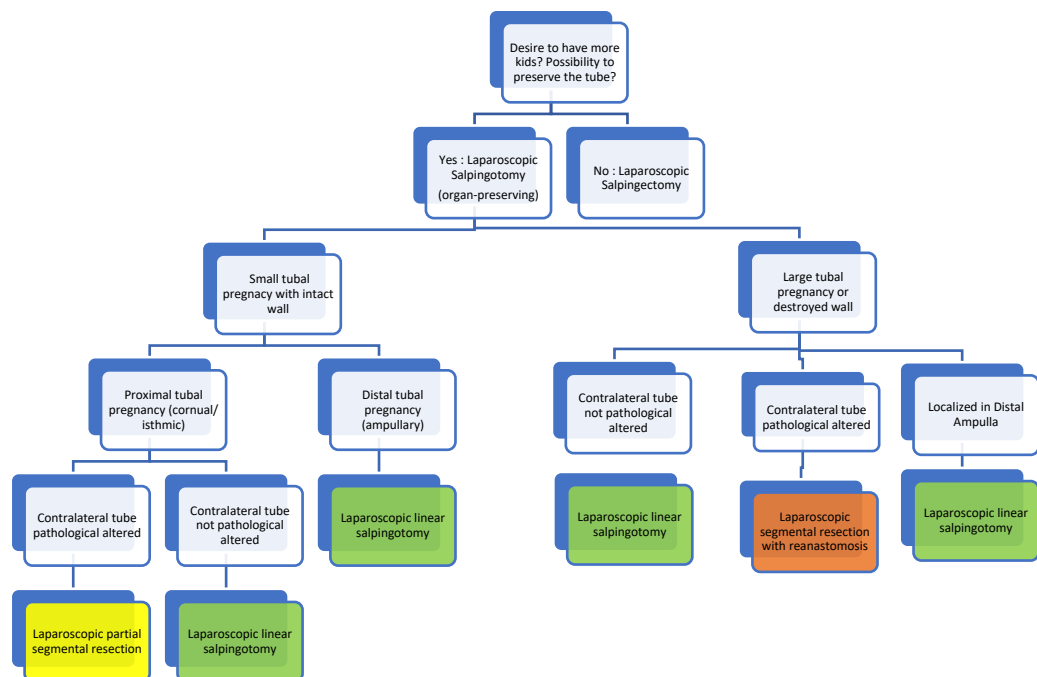 Desire to have more
kids? Possibility to
preserve the tube?
Yes : Laparoscopic
Salpingotomy
(organ-preserving)
No : Laparoscopic
Salpingectomy
Small tubal
pregnacy with intact
wall
Large tubal
pregnancy or
destroyed wall
Proximal tubal
pregnancy (cornual/
isthmic)
Distal tubal
pregnancy
(ampullary)
Contralateral tube
not pathological
altered
Contralateral tube
pathological altered
Localized in Distal
Ampulla
Contralateral tube
pathological altered
Contralateral tube
not pathological
altered
Laparoscopic linear
salpingotomy
Laparoscopic linear
salpingotomy
Laparoscopic
segmental resection
with reanastomosis
Laparoscopic linear
salpingotomy
Laparoscopic partial
segmental resection
Laparoscopic linear
salpingotomy